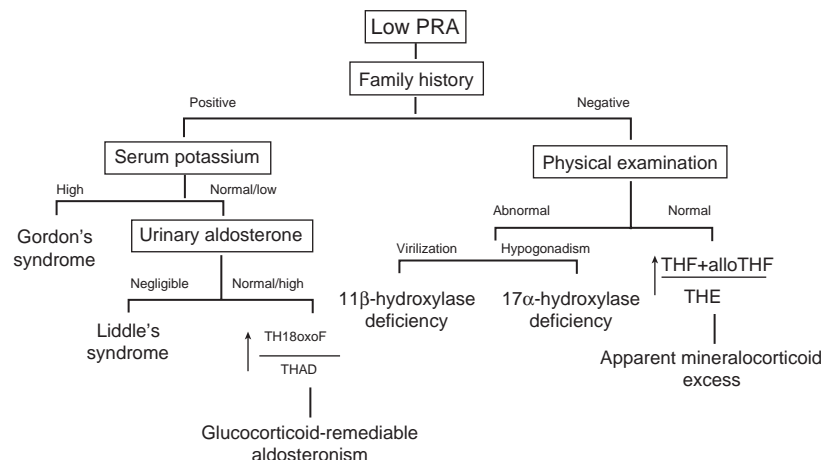 Low PRA
Family history
Positive
Negative
Serum potassium
Physical examination
High
Normal/low
Abnormal
Normal
Gordon's
syndrome
Urinary aldosterone
Virilization
Hypogonadism
↑ THF+alloTHF
THE
Negligible
Normal/high
11β-hydroxylase
deficiency
17α-hydroxylase
deficiency
Liddle's
syndrome
↑ TH18oxoF
THAD
Apparent mineralocorticoid
excess
Glucocorticoid-remediable
aldosteronism